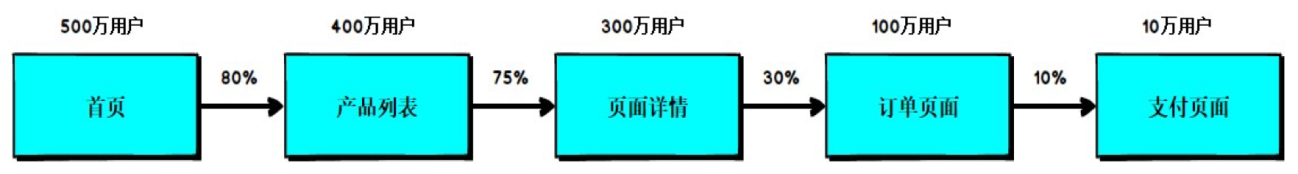 500万用户 400万用户 300万用户 100万用户 10万用户
80% 75% 30% 10%
首页 产品列表 页面详情 订单页面 支付页面